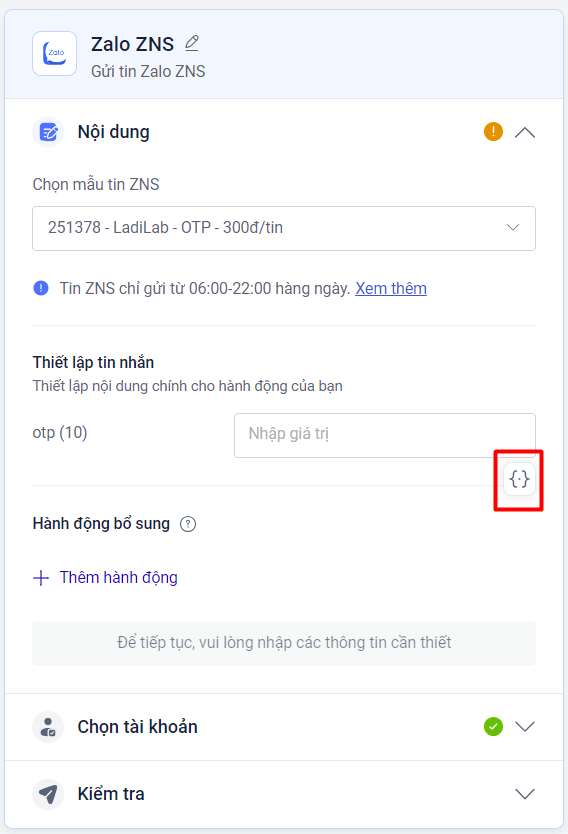 Zalo
Zalo ZNS
Gửi tin Zalo ZNS
Nội dung
Chọn mẫu tin ZNS
251378 - LadiLab - OTP - 300đ/tin
Tin ZNS chỉ gửi từ 06:00-22:00 hàng ngày. Xem thêm
Thiết lập tin nhắn
Thiết lập nội dung chính cho hành động của bạn
otp (10)
Nhập giá trị
{·}
Hành động bổ sung
Thêm hành động
Để tiếp tục, vui lòng nhập các thông tin cần thiết
Chọn tài khoản
Kiểm tra